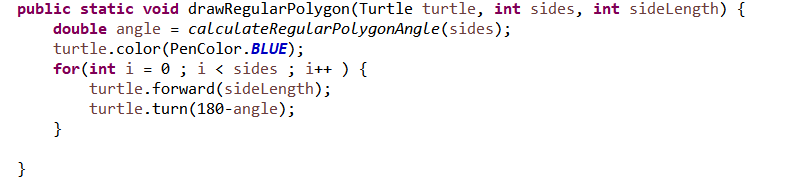 public static void drawRegularPolygon(Turtle turtle, int sides, int sideLength) {
    double angle = calculateRegularPolygonAngle(sides);
    turtle.color(PenColor.BLUE);
    for(int i = 0 ; i < sides ; i++ ) {
        turtle.forward(sideLength);
        turtle.turn(180-angle);
    }
}